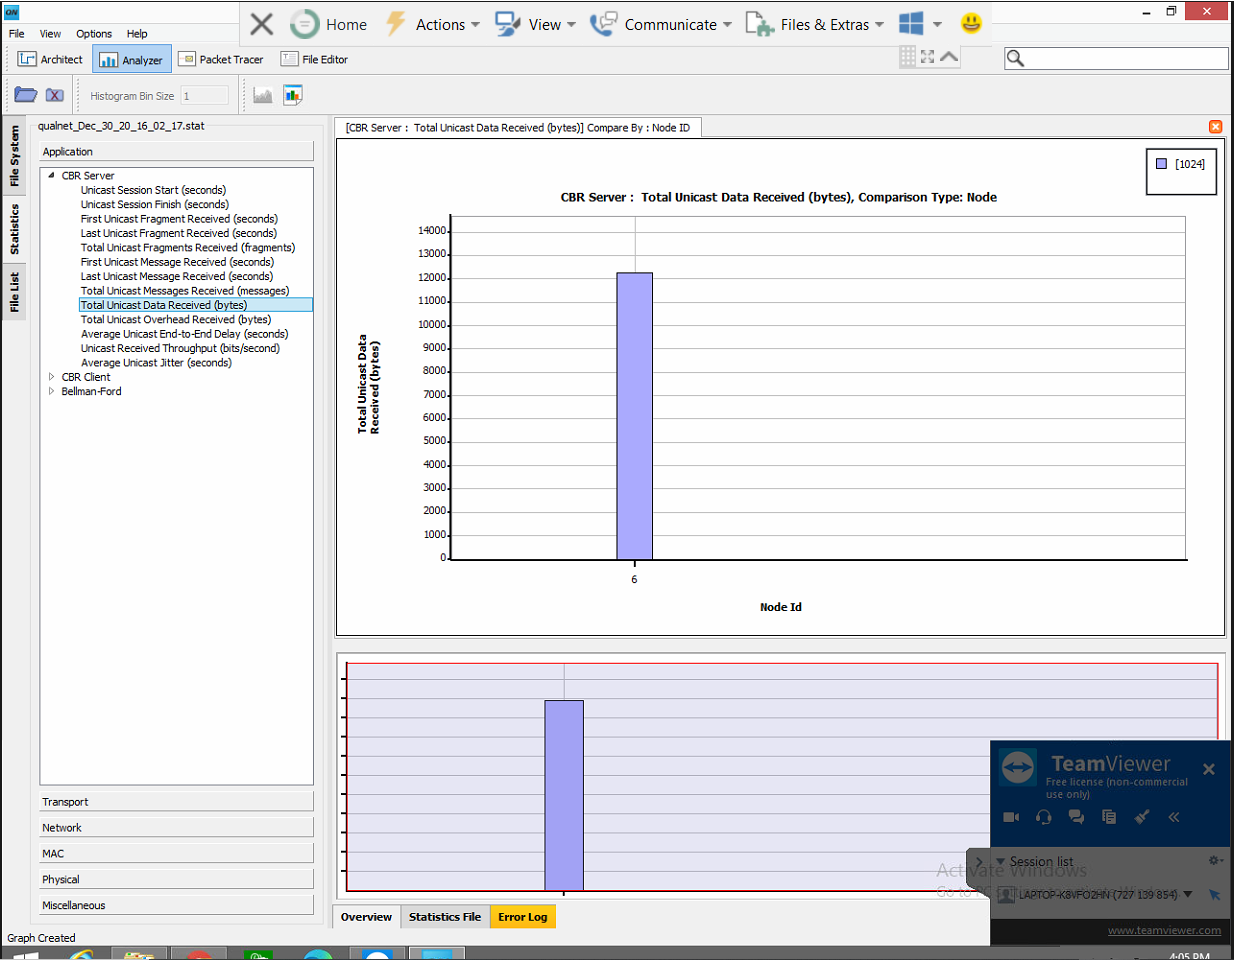 QN
Home
Actions
View
Communicate
Files & Extras
File View Options Help
Architect
Analyzer
Packet Tracer
File Editor
Histogram Bin Size 1
File System
Statistics
File List
qualnet_Dec_30_20_16_02_17.stat
Application
CBR Server
Unicast Session Start (seconds)
Unicast Session Finish (seconds)
First Unicast Fragment Received (seconds)
Last Unicast Fragment Received (seconds)
Total Unicast Fragments Received (fragments)
First Unicast Message Received (seconds)
Last Unicast Message Received (seconds)
Total Unicast Messages Received (messages)
Total Unicast Data Received (bytes)
Total Unicast Overhead Received (bytes)
Average Unicast End-to-End Delay (seconds)
Unicast Received Throughput (bits/second)
Average Unicast Jitter (seconds)
CBR Client
Bellman-Ford
Transport
Network
MAC
Physical
Miscellaneous
Graph Created
[CBR Server : Total Unicast Data Received (bytes)] Compare By : Node ID
[1024]
CBR Server : Total Unicast Data Received (bytes), Comparison Type: Node
14000
13000
12000
11000
10000
9000
8000
7000
6000
5000
4000
3000
2000
1000
0
Total Unicast Data
Received (bytes)
6
Node Id
Overview
Statistics File
Error Log
TeamViewer
Free license (non-commercial
use only)
Session list
Activate Windows
LAPTOP-K8VFO2HN (727 139 854)
www.teamviewer.com
4:05 PM